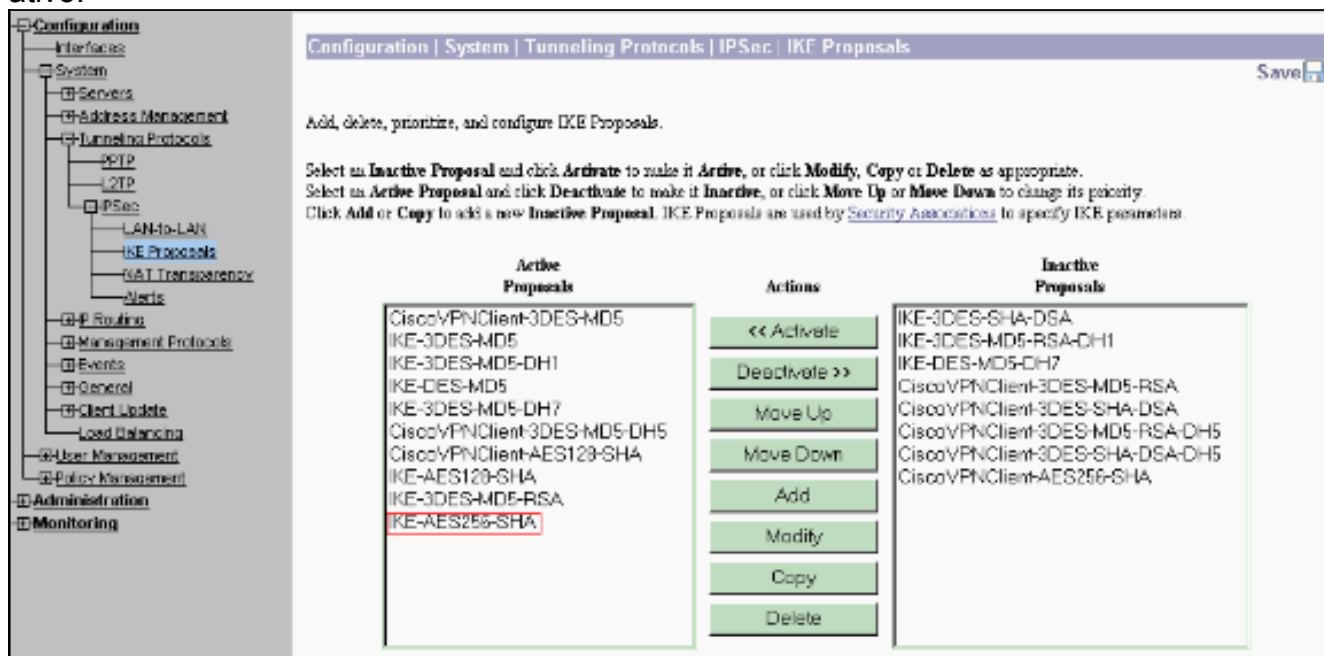 ative.
Configuration
Interfaces
System
Servers
Address Management
Tunneling Protocols
PPTP
L2TP
IPSec
LAN-to-LAN
IKE Proposals
NAT Transparency
Alerts
IP Routing
Management Protocols
Events
General
Client Update
Load Balancing
User Management
Policy Management
Administration
Monitoring
Configuration | System | Tunneling Protocols | IPSec | IKE Proposals
Save
Add, delete, prioritize, and configure IKE Proposals.
Select an Inactive Proposal and click Activate to make it Active, or click Modify, Copy or Delete as appropriate.
Select an Active Proposal and click Deactivate to make it Inactive, or click Move Up or Move Down to change its priority.
Click Add or Copy to add a new Inactive Proposal. IKE Proposals are used by Security Associations to specify IKE parameters.
Active
Proposals
CiscoVPNClient-3DES-MD5
IKE-3DES-MD5
IKE-3DES-MD5-DH1
IKE-DES-MD5
IKE-3DES-MD5-DH7
CiscoVPNClient-3DES-MD5-DH5
CiscoVPNClient-AES128-SHA
IKE-AES128-SHA
IKE-3DES-MD5-RSA
IKE-AES256-SHA
Actions
<< Activate
Deactivate >>
Move Up
Move Down
Add
Modify
Copy
Delete
Inactive
Proposals
IKE-3DES-SHA-DSA
IKE-3DES-MD5-RSA-DH1
IKE-DES-MD5-DH7
CiscoVPNClient-3DES-MD5-RSA
CiscoVPNClient-3DES-SHA-DSA
CiscoVPNClient-3DES-MD5-RSA-DH5
CiscoVPNClient-3DES-SHA-DSA-DH5
CiscoVPNClient-AES256-SHA